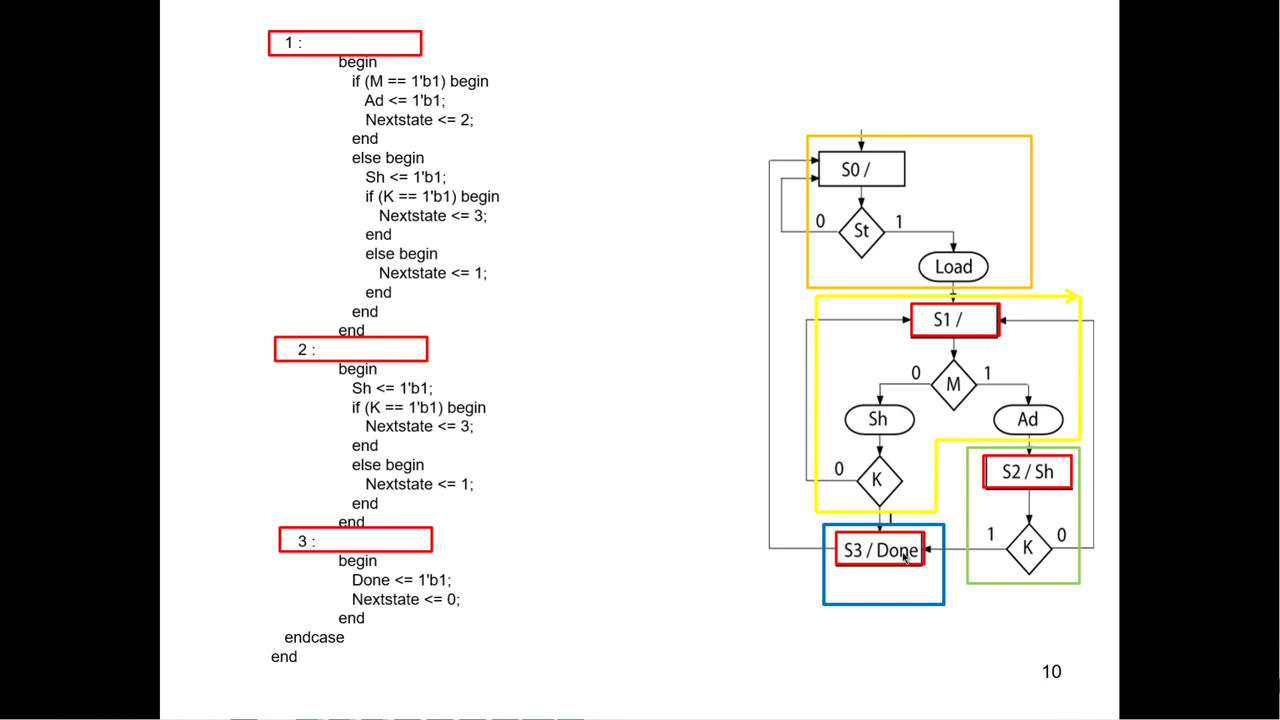 1 :
begin
if (M == 1'b1) begin
Ad <= 1'b1;
Nextstate <= 2;
end
else begin
Sh <= 1'b1;
if (K == 1'b1) begin
Nextstate <= 3;
end
else begin
Nextstate <= 1;
end
end
end
2 :
begin
Sh <= 1'b1;
if (K == 1'b1) begin
Nextstate <= 3;
end
else begin
Nextstate <= 1;
end
end
3 :
begin
Done <= 1'b1;
Nextstate <= 0;
end
endcase
end
S0 /
0 St 1
Load
S1 /
0 M 1
Sh Ad
0 K
S2 / Sh
1
S3 / Done
1 K 0
10